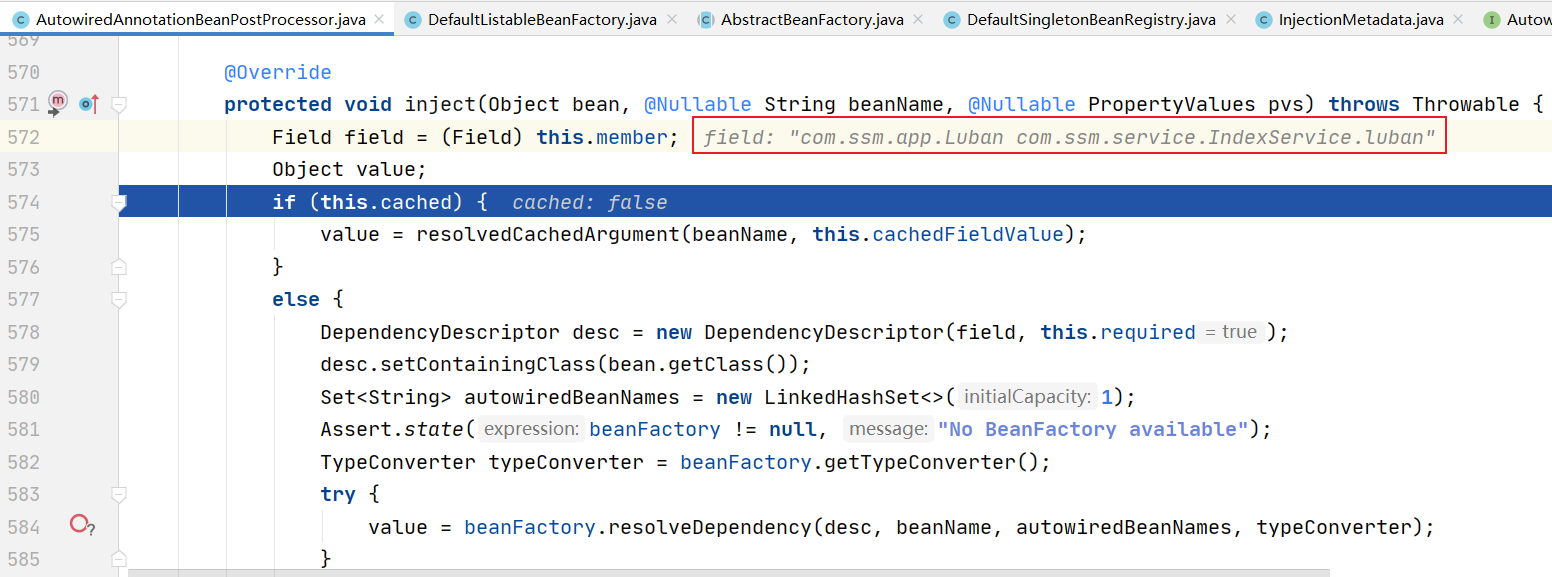 AutowiredAnnotationBeanPostProcessor.java × DefaultListableBeanFactory.java × AbstractBeanFactory.java × DefaultSingletonBeanRegistry.java × InjectionMetadata.java × Autow
569
570 @Override
571 protected void inject(Object bean, @Nullable String beanName, @Nullable PropertyValues pvs) throws Throwable {
572 Field field = (Field) this.member; field: "com.ssm.app.Luban com.ssm.service.IndexService.luban"
573 Object value;
574 if (this.cached) { cached: false
575 value = resolvedCachedArgument(beanName, this.cachedFieldValue);
576 }
577 else {
578 DependencyDescriptor desc = new DependencyDescriptor(field, this.required = true );
579 desc.setContainingClass(bean.getClass());
580 Set<String> autowiredBeanNames = new LinkedHashSet<>( initialCapacity: 1);
581 Assert.state( expression: beanFactory != null, message: "No BeanFactory available");
582 TypeConverter typeConverter = beanFactory.getTypeConverter();
583 try {
584 value = beanFactory.resolveDependency(desc, beanName, autowiredBeanNames, typeConverter);
585 }